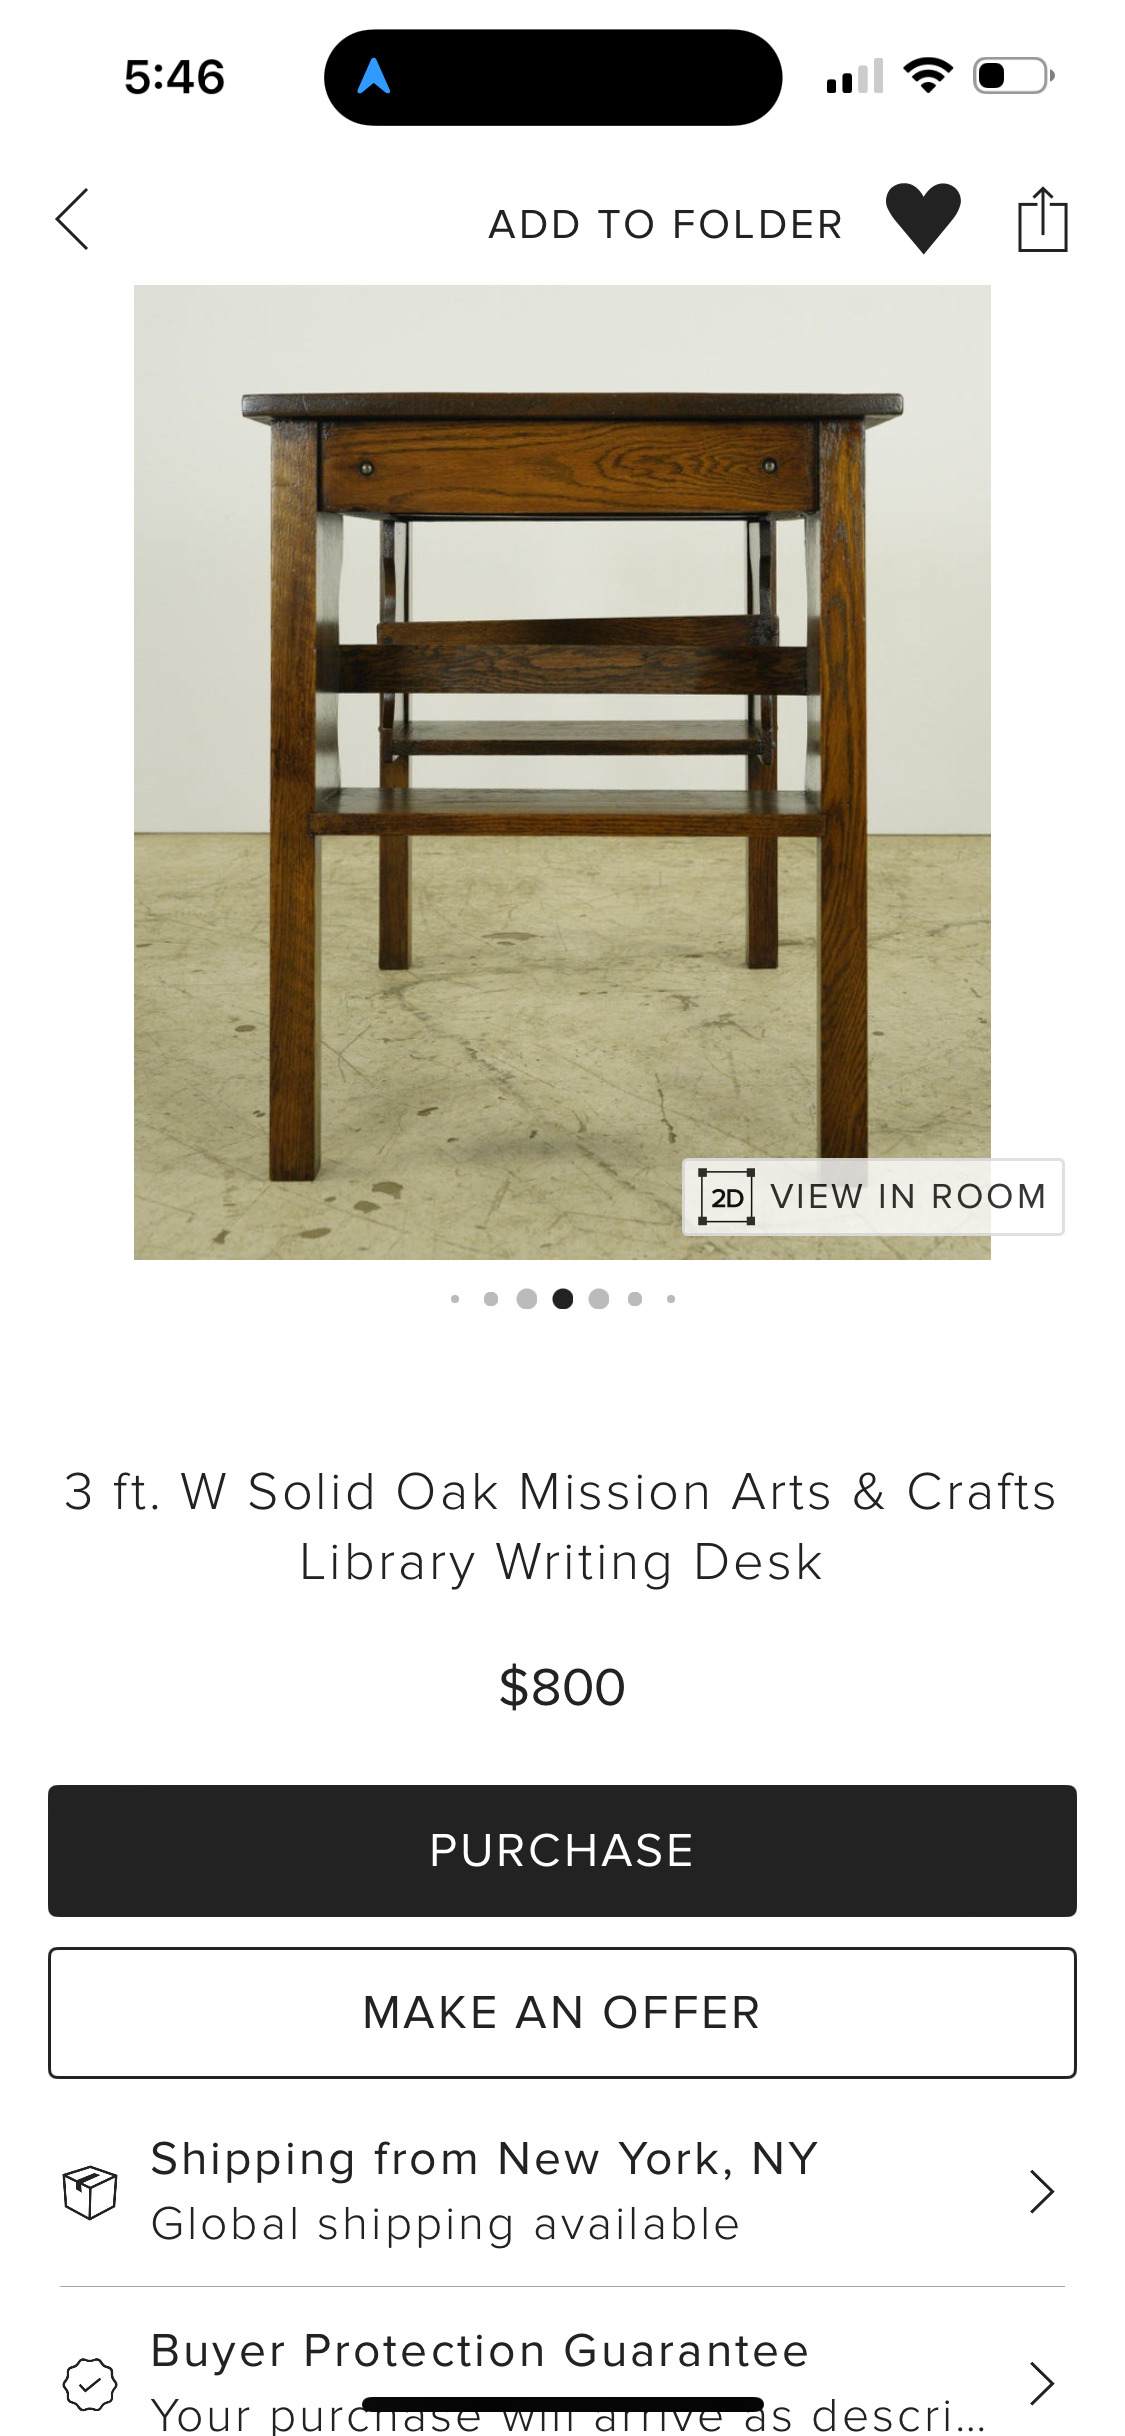 5:46
ADD TO FOLDER
2D VIEW IN ROOM
3 ft. W Solid Oak Mission Arts & Crafts
Library Writing Desk
$800
PURCHASE
MAKE AN OFFER
Shipping from New York, NY
Global shipping available
Buyer Protection Guarantee
Your purchase will arrive as descri...